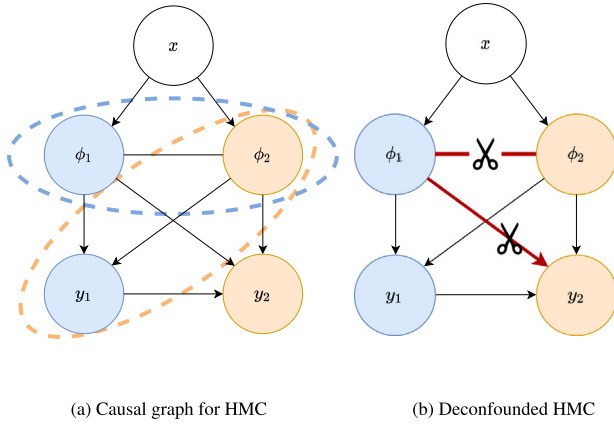 x x
ϕ₁ ϕ₂ ϕ₁ ϕ₂
y₁ y₂ y₁ y₂
(a) Causal graph for HMC (b) Deconfounded HMC